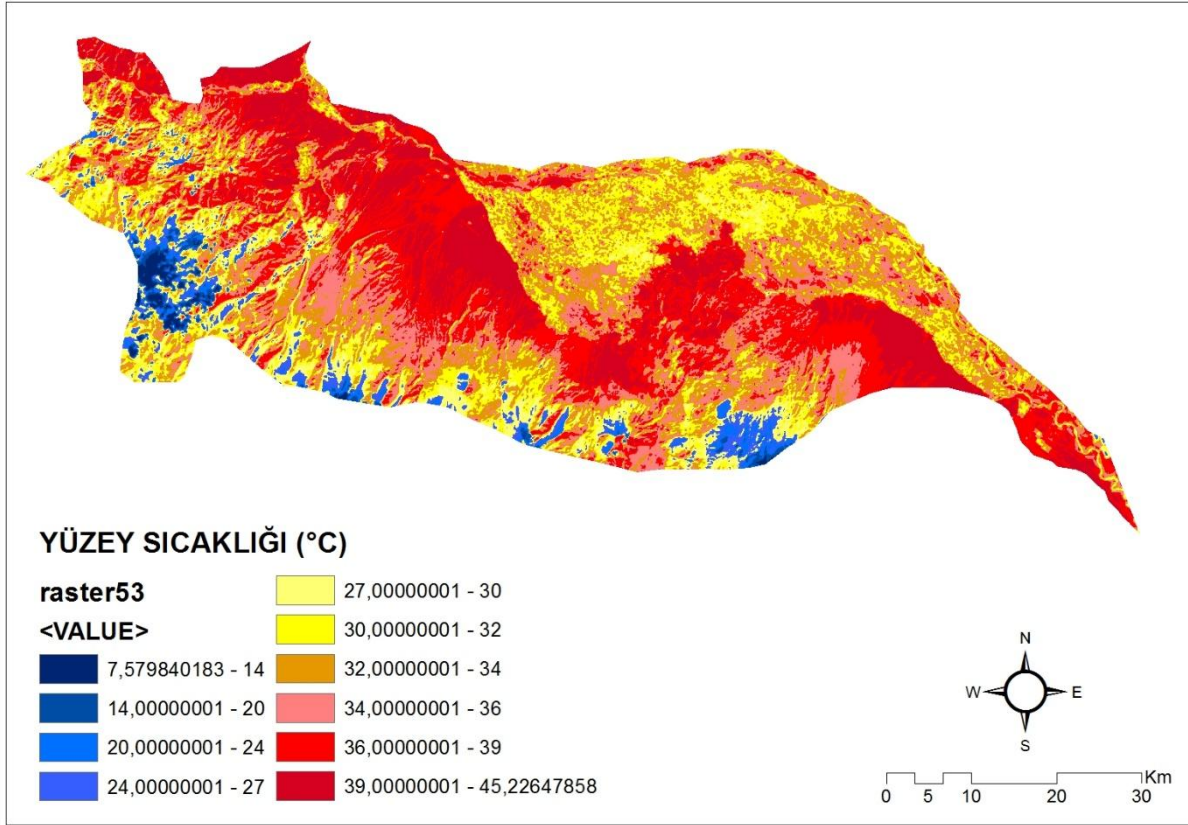 YÜZEY SICAKLIĞI (°C)
raster53
<VALUE>
7,579840183 - 14
14,00000001 - 20
20,00000001 - 24
24,00000001 - 27
27,00000001 - 30
30,00000001 - 32
32,00000001 - 34
34,00000001 - 36
36,00000001 - 39
39,00000001 - 45,22647858
N
W E
S
Km
0 5 10 20 30